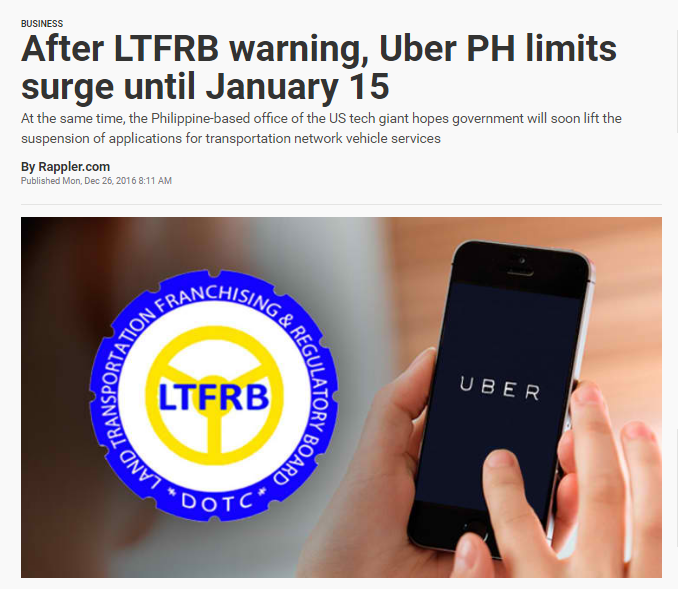 BUSINESS
After LTFRB warning, Uber PH limits
surge until January 15
At the same time, the Philippine-based office of the US tech giant hopes government will soon lift the
suspension of applications for transportation network vehicle services
By Rappler.com
Published Mon, Dec 26, 2016 8:11 AM
LAND TRANSPORTATION FRANCHISING & REGULATORY BOARD
LTFRB
* DOTC *
UBER